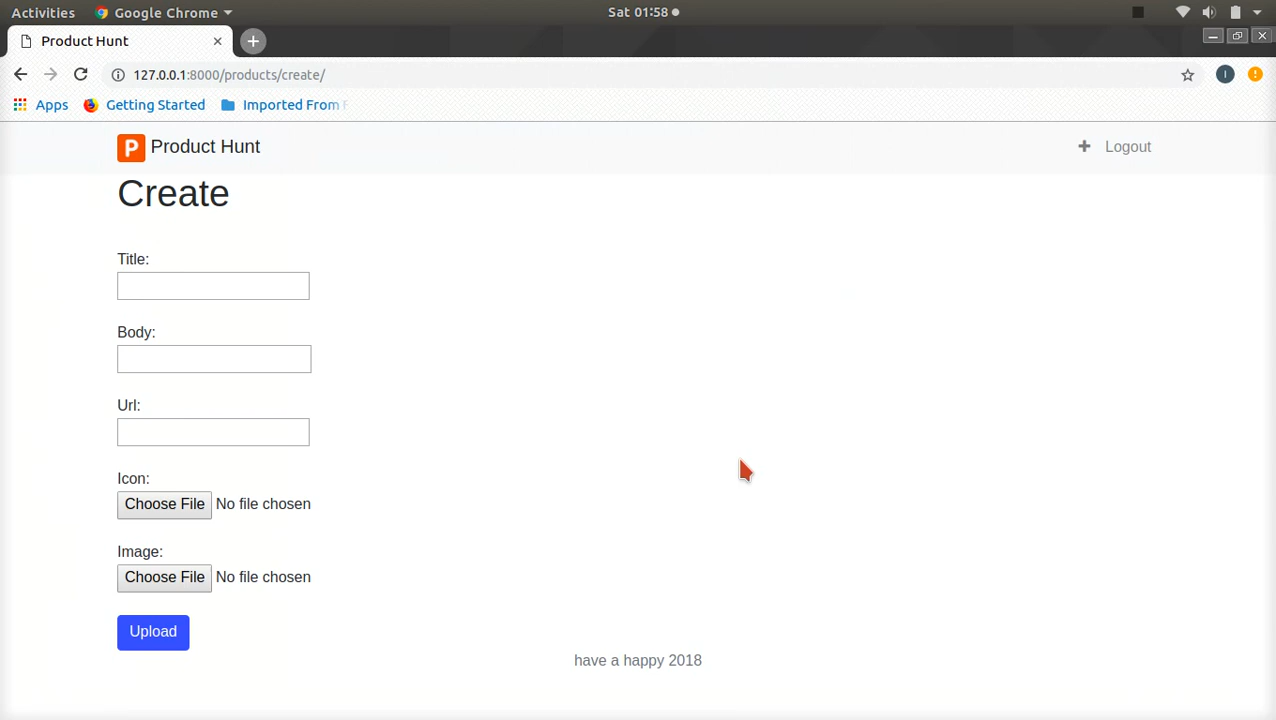 Activities Google Chrome Sat 01:58
Product Hunt
127.0.0.1:8000/products/create/
Apps Getting Started Imported From F
P Product Hunt Logout
Create
Title:
Body:
Url:
Icon:
Choose File No file chosen
Image:
Choose File No file chosen
Upload
have a happy 2018